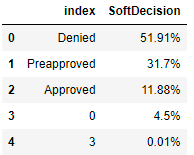 index SoftDecision
0 Denied 51.91%
1 Preapproved 31.7%
2 Approved 11.88%
3 0 4.5%
4 3 0.01%